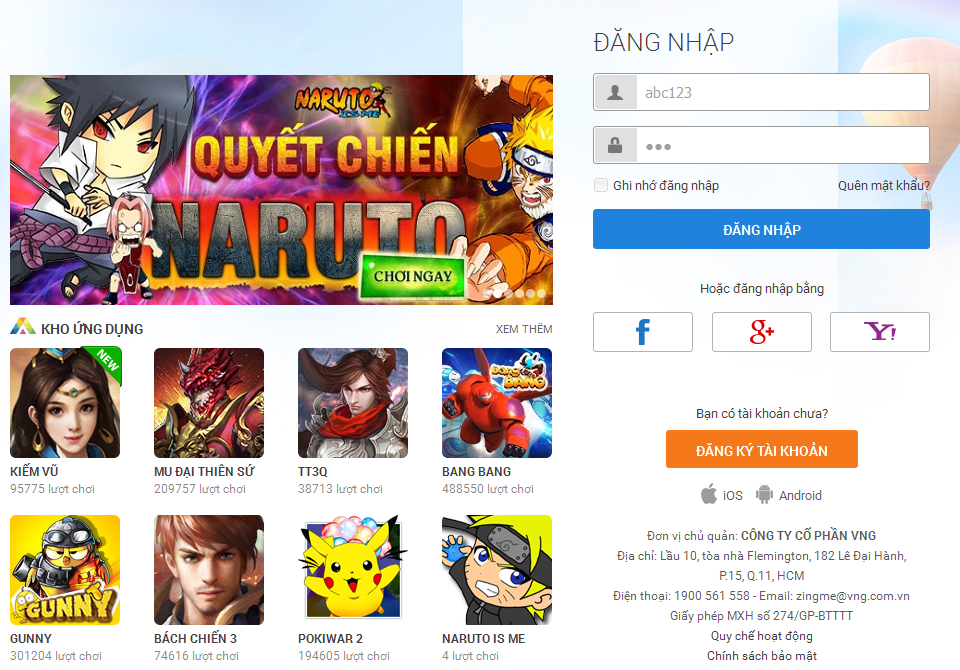 NARUTO
IS ME
QUYẾT CHIẾN
NARUTO
CHƠI NGAY
KHO ỨNG DỤNG
XEM THÊM
NEW
BANG BANG
KIẾM VŨ
MU ĐẠI THIÊN SỨ
TT3Q
BANG BANG
95775 lượt chơi
209757 lượt chơi
38713 lượt chơi
488550 lượt chơi
GUNNY
GUNNY
BÁCH CHIẾN 3
POKIWAR 2
NARUTO IS ME
301204 lượt chơi
74616 lượt chơi
194605 lượt chơi
4 lượt chơi
ĐĂNG NHẬP
abc123
Ghi nhớ đăng nhập
Quên mật khẩu?
ĐĂNG NHẬP
Hoặc đăng nhập bằng
f
g+
Y!
Bạn có tài khoản chưa?
ĐĂNG KÝ TÀI KHOẢN
iOS
Android
Đơn vị chủ quản: CÔNG TY CỔ PHẦN VNG
Địa chỉ: Lầu 10, tòa nhà Flemington, 182 Lê Đại Hành,
P.15, Q.11, HCM
Điện thoại: 1900 561 558 - Email: zingme@vng.com.vn
Giấy phép MXH số 274/GP-BTTTT
Quy chế hoạt động
Chính sách bảo mật